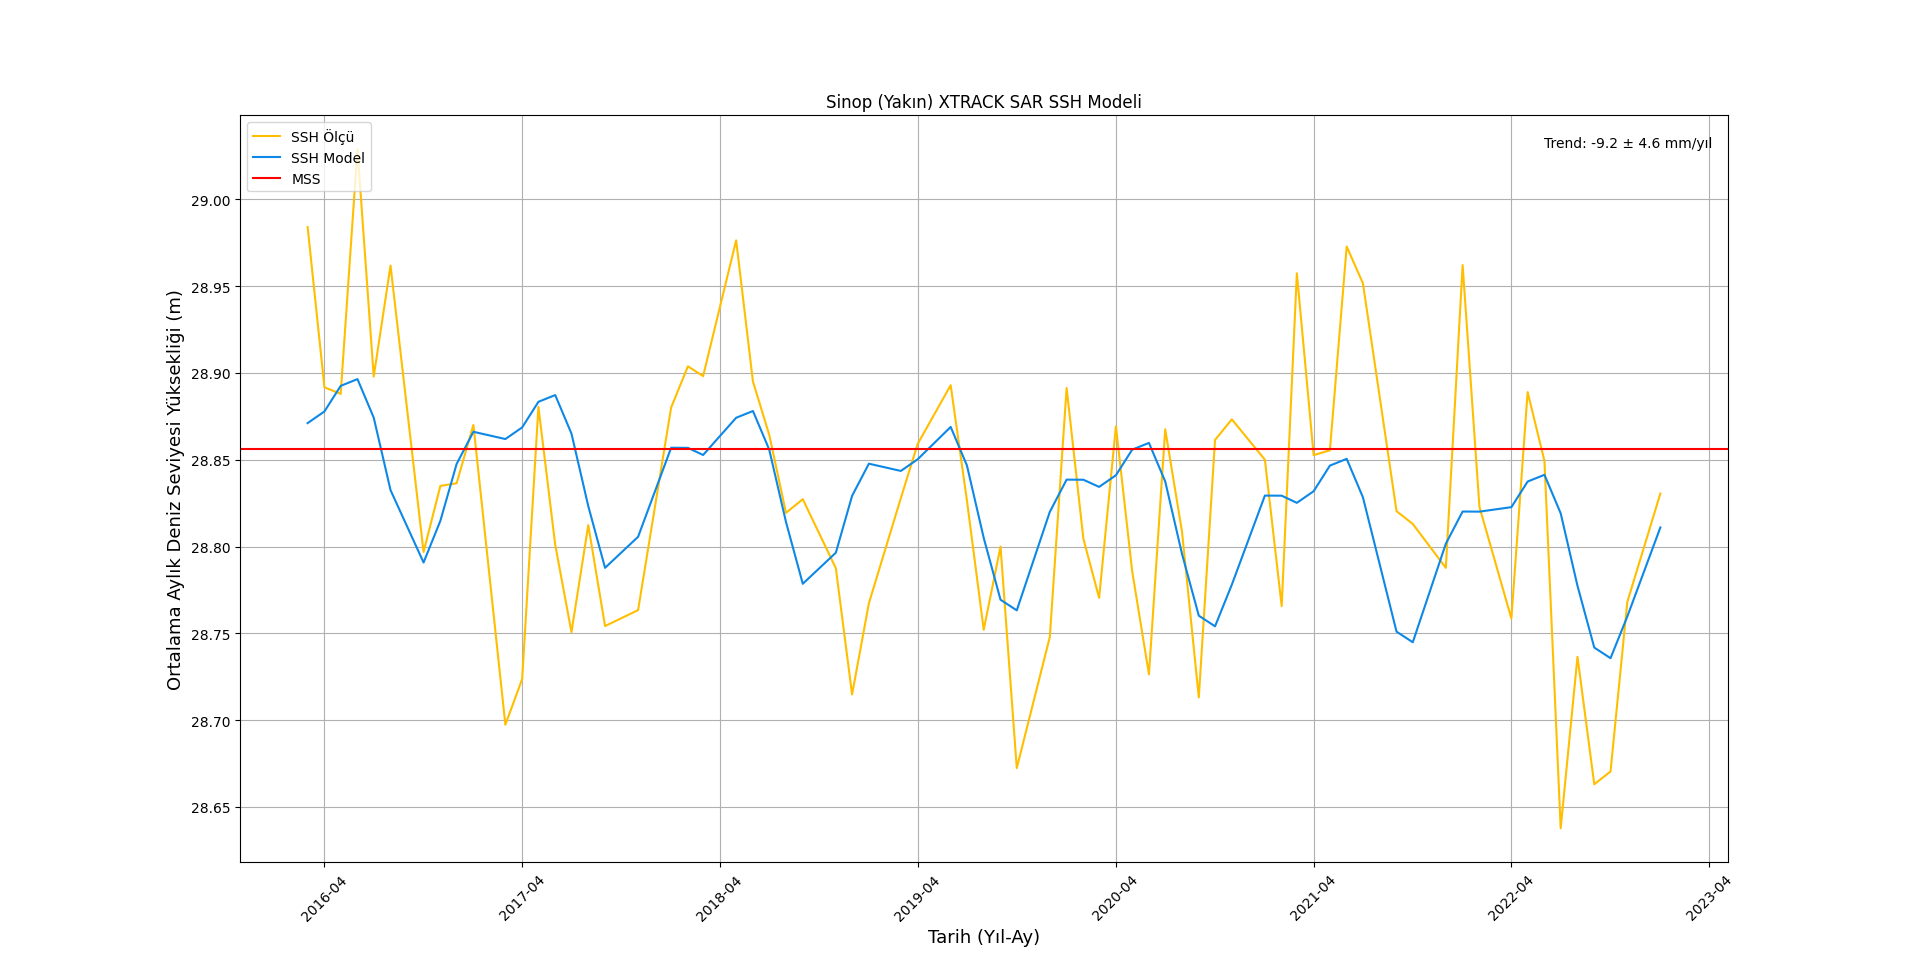 Sinop (Yakın) XTRACK SAR SSH Modeli
SSH Ölçü
SSH Model
MSS
Trend: -9.2 ± 4.6 mm/yıl
Ortalama Aylık Deniz Seviyesi Yüksekliği (m)
29.00
28.95
28.90
28.85
28.80
28.75
28.70
28.65
2016-04
2017-04
2018-04
2019-04
2020-04
2021-04
2022-04
2023-04
Tarih (Yıl-Ay)